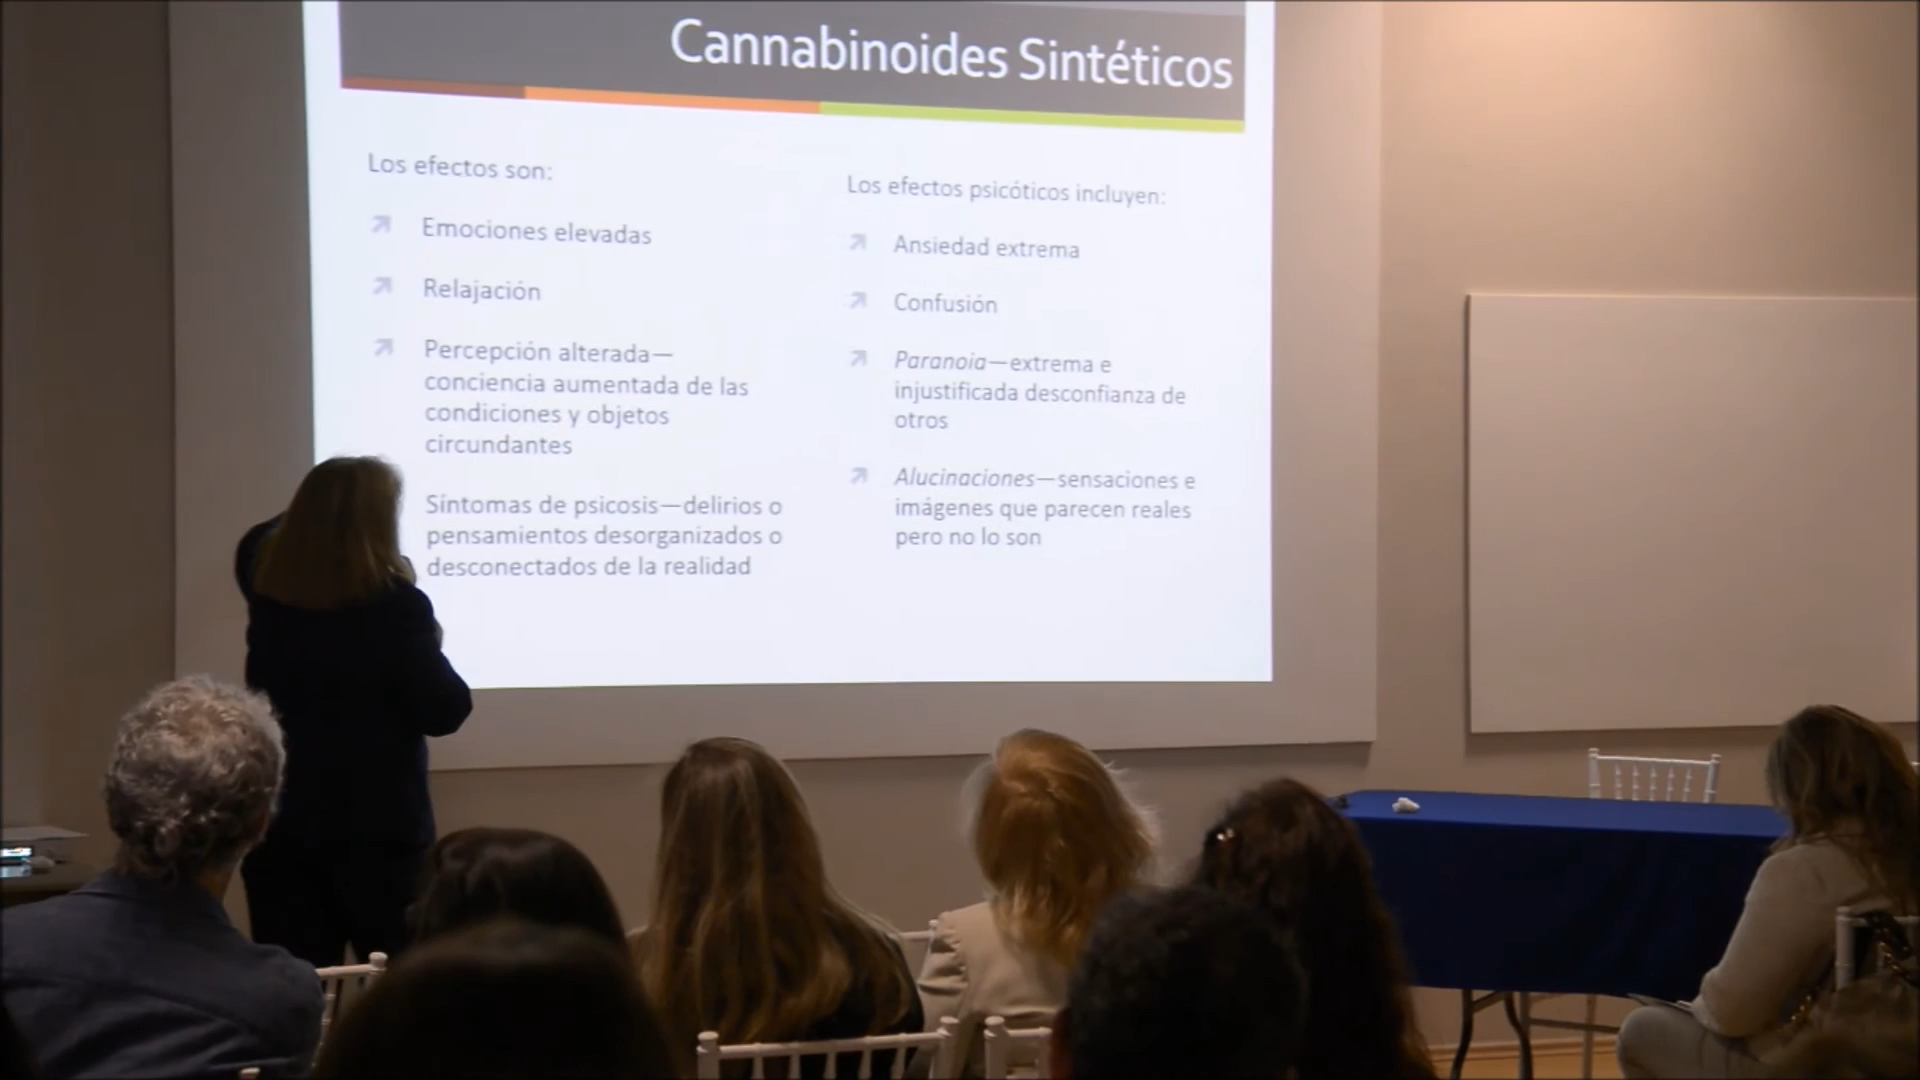 Cannabinoides Sintéticos
Los efectos son:
Emociones elevadas
Relajación
Percepción alterada—
conciencia aumentada de las
condiciones y objetos
circundantes
Síntomas de psicosis—delirios o
pensamientos desorganizados o
desconectados de la realidad
Los efectos psicóticos incluyen:
Ansiedad extrema
Confusión
Paranoia—extrema e
injustificada desconfianza de
otros
Alucinaciones—sensaciones e
imágenes que parecen reales
pero no lo son